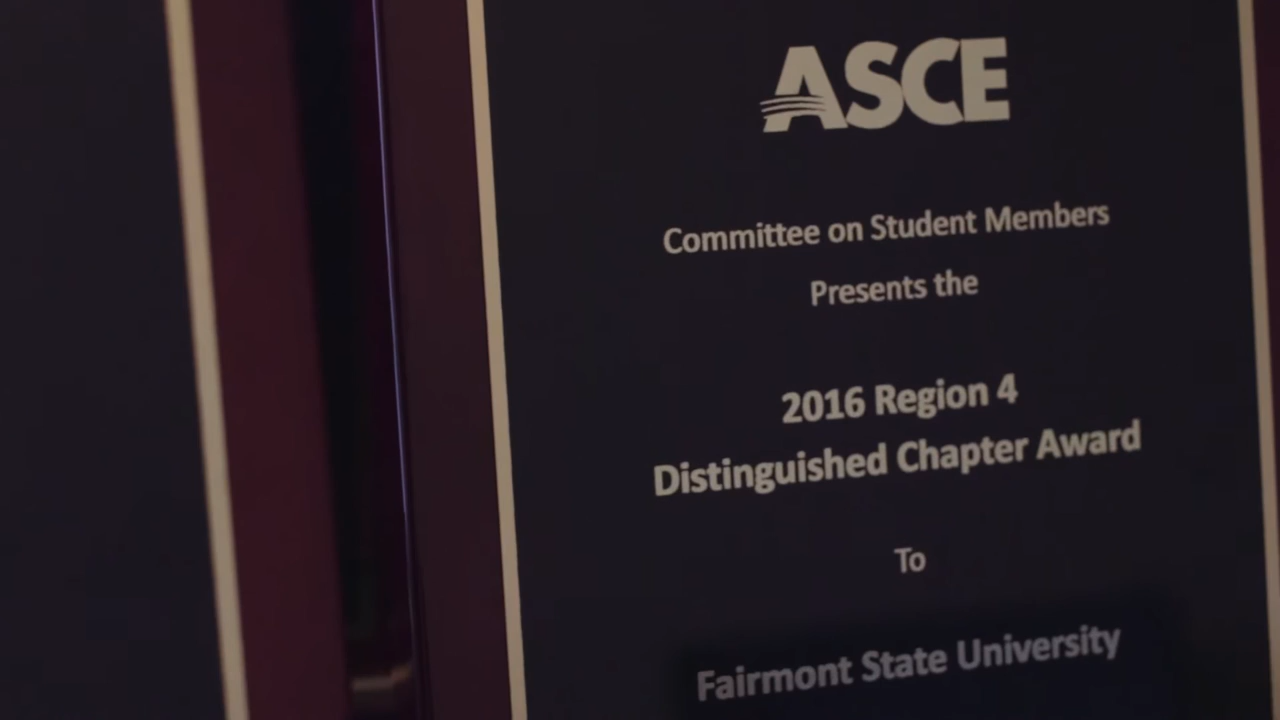 ASCE
Committee on Student Members
Presents the
2016 Region 4
Distinguished Chapter Award
To
Fairmont State University